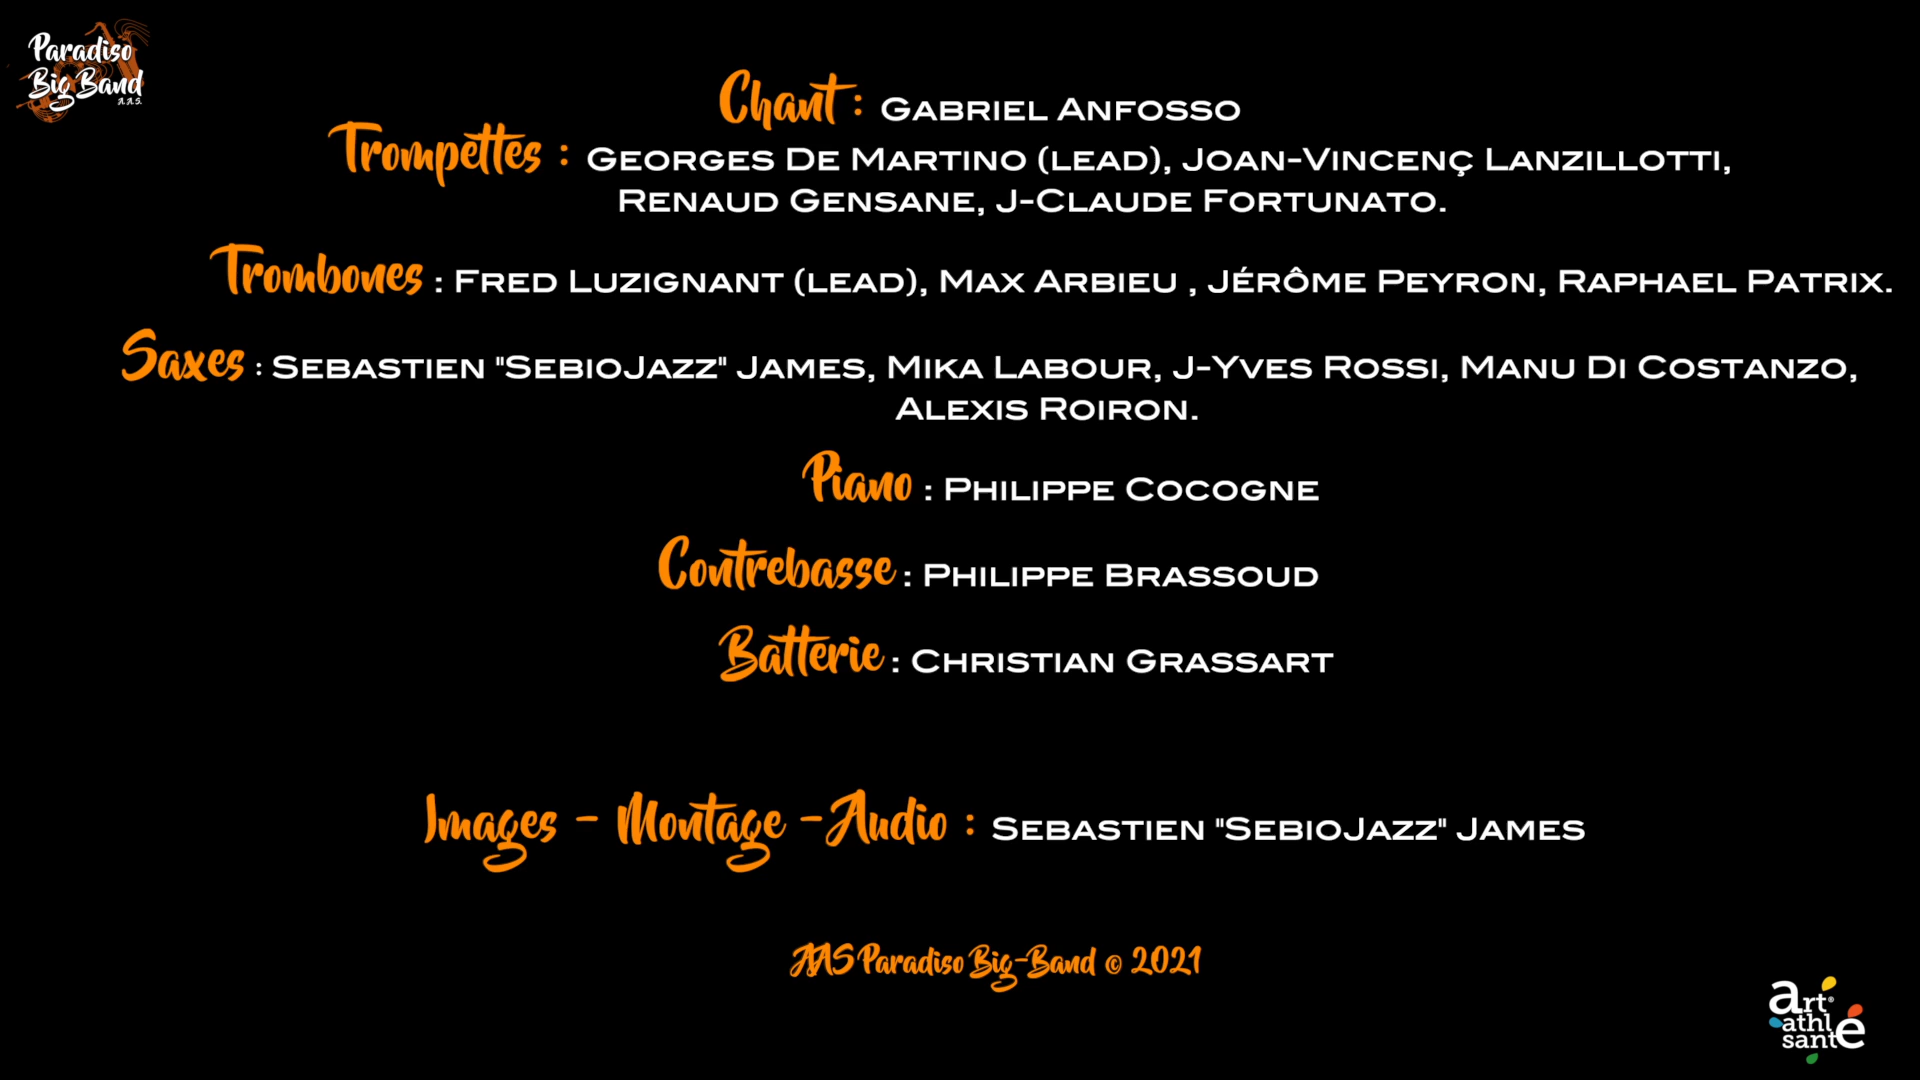 Paradiso
Big Band
A.A.S.
Chant : Gabriel Anfosso
Trompettes : Georges De Martino (lead), Joan-Vincenç Lanzillotti,
Renaud Gensane, J-Claude Fortunato.
Trombones : Fred Luzignant (lead), Max Arbieu , Jérôme Peyron, Raphael Patrix.
Saxes : Sebastien "SebioJazz" James, Mika Labour, J-Yves Rossi, Manu Di Costanzo,
Alexis Roiron.
Piano : Philippe Cocogne
Contrebasse : Philippe Brassoud
Batterie : Christian Grassart
Images - Montage -Audio : Sebastien "SebioJazz" James
AAS Paradiso Big-Band © 2021
art®
athlé
santé